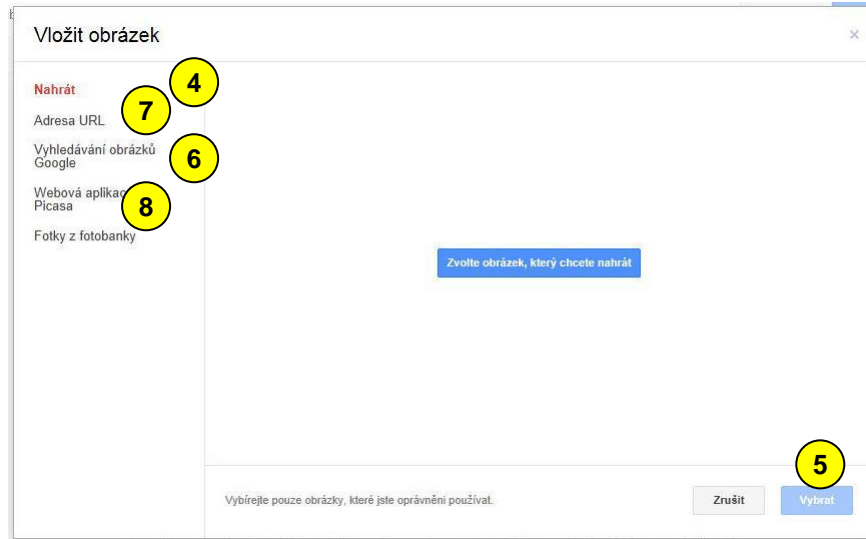 Vložit obrázek
×
Nahrát
4
Adresa URL
7
Vyhledávání obrázků
Google
6
Webová
Picasa
8
Fotky z fotobanky
Zvolte obrázek, který chcete nahrát
5
Vybírejte pouze obrázky, které jste oprávněni používat.
Zrušit
Vybrat